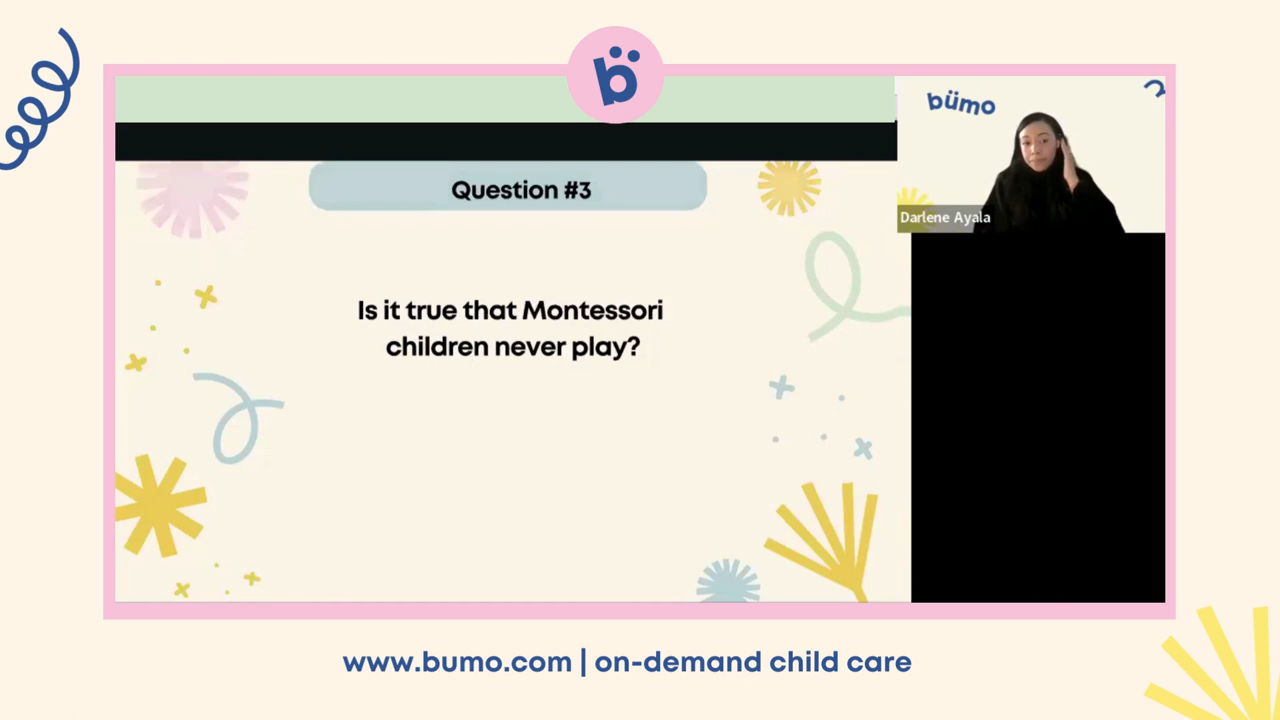 b̈
bümo
Question #3
Darlene Ayala
Is it true that Montessori
children never play?
www.bumo.com | on-demand child care